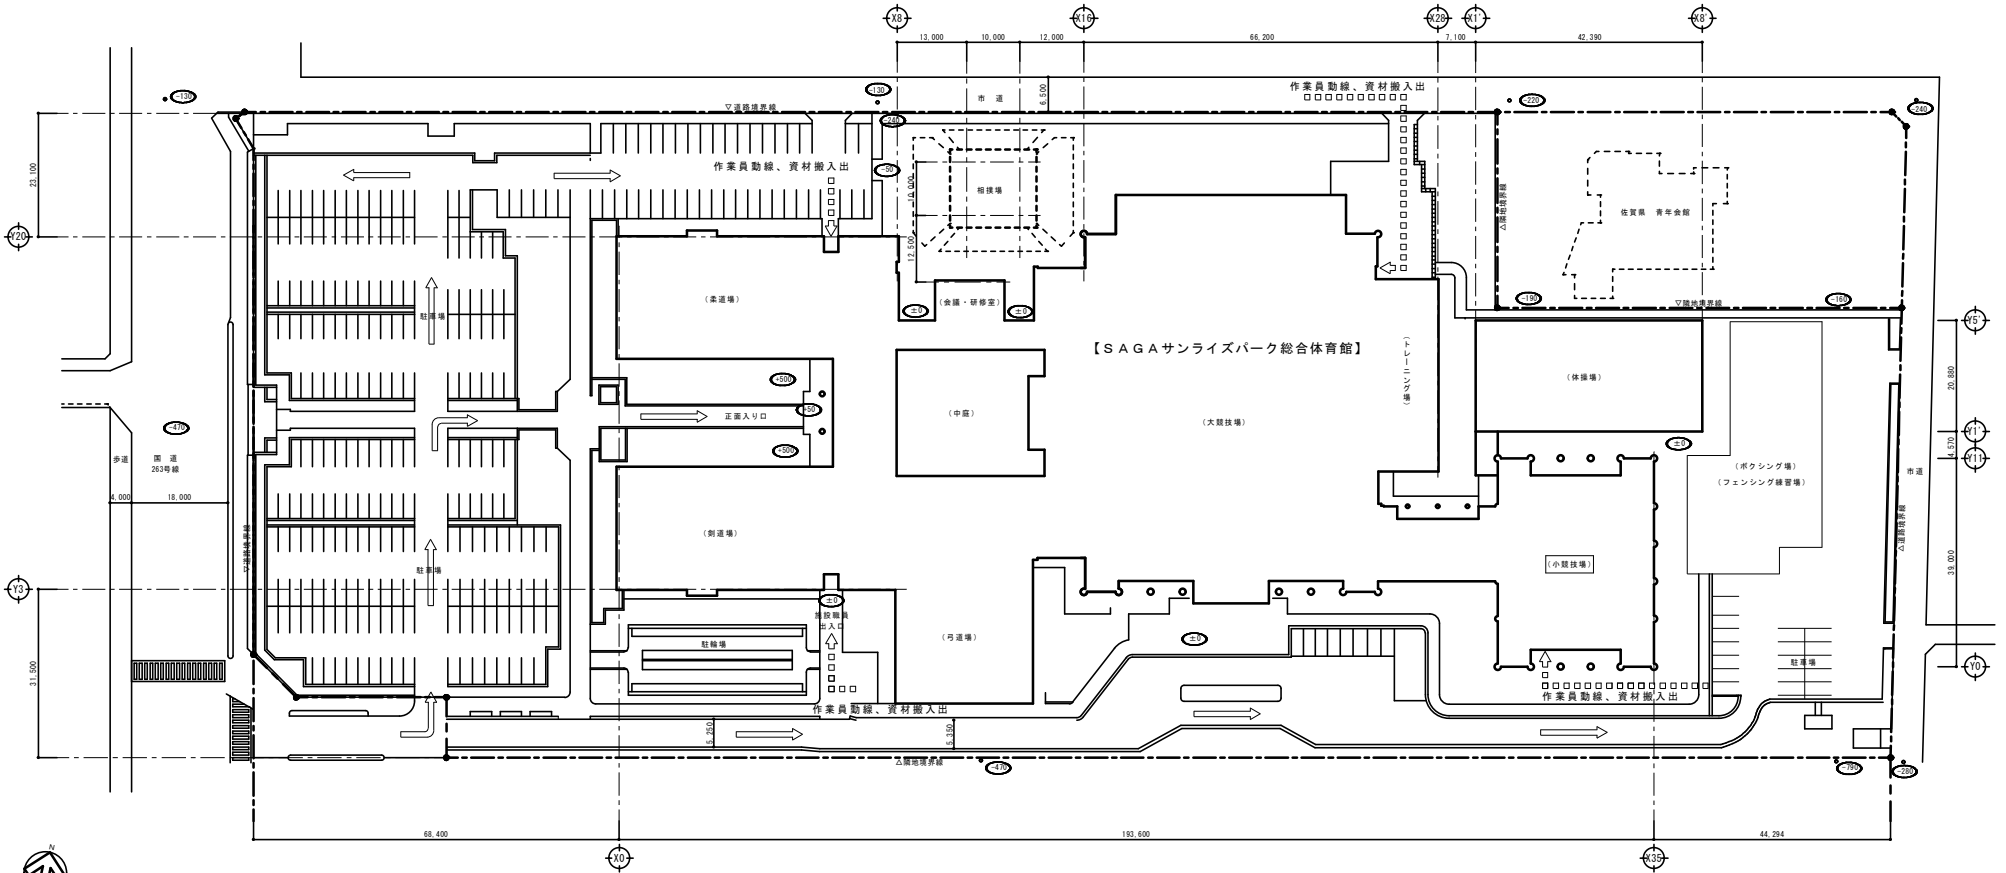 X8
X16
X28
X1'
X8'
13,000
10,000
12,000
66,200
7,100
42,390
作業員動線、資材搬入出
-130
-130
▽道路境界線
市 道
6,500
-220
-240
-240
23,100
作業員動線、資材搬入出
-50
10,000
相撲場
△隣地境界線
佐賀県 青年会館
Y20
12,500
(柔道場)
(会議・研修室)
±0
±0
-190
-160
▽隣地境界線
駐車場
Y5'
【SAGAサンライズパーク総合体育館】
(トレーニング場)
(体操場)
20,880
+500
+50
正面入り口
(中庭)
(大競技場)
-470
国 道
263号線
歩道
+500
±0
Y1'
4,570
Y11
(ボクシング場)
(フェンシング練習場)
市道
4,000
18,000
▽道路境界線
(剣道場)
△道路境界線
駐車場
(小競技場)
39,000
Y3
±0
施設職員
出入口
駐輪場
(弓道場)
±0
31,500
駐車場
Y0
作業員動線、資材搬入出
作業員動線、資材搬入出
5,250
5,350
△隣地境界線
-470
-790
-280
68,400
193,600
44,294
X0
X35
N